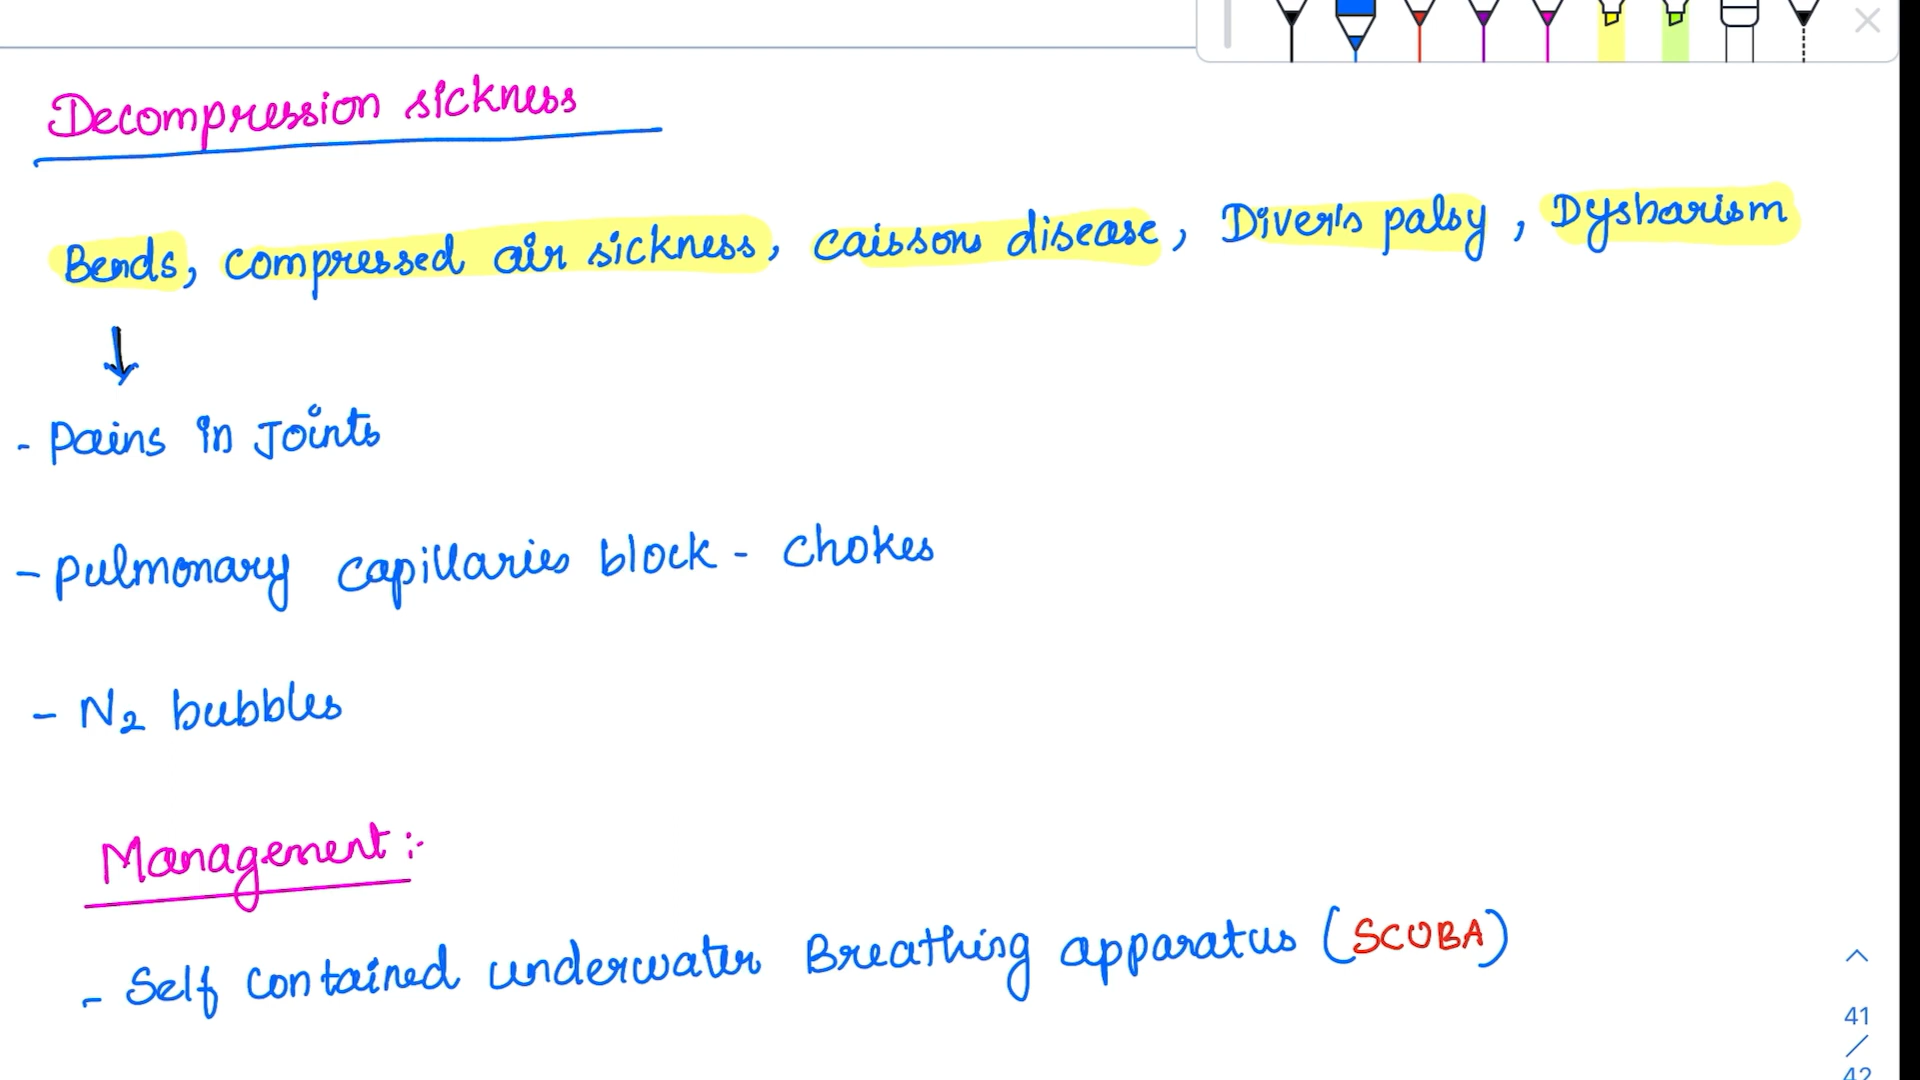 Decompression sickness
Bends, compressed air sickness, caissons disease, Diver's palsy, Dysbarism
- Pains in Joints
- Pulmonary capillaries block - chokes
- N2 bubbles
Management :-
- Self contained underwater Breathing apparatus (SCUBA)
41
/
42